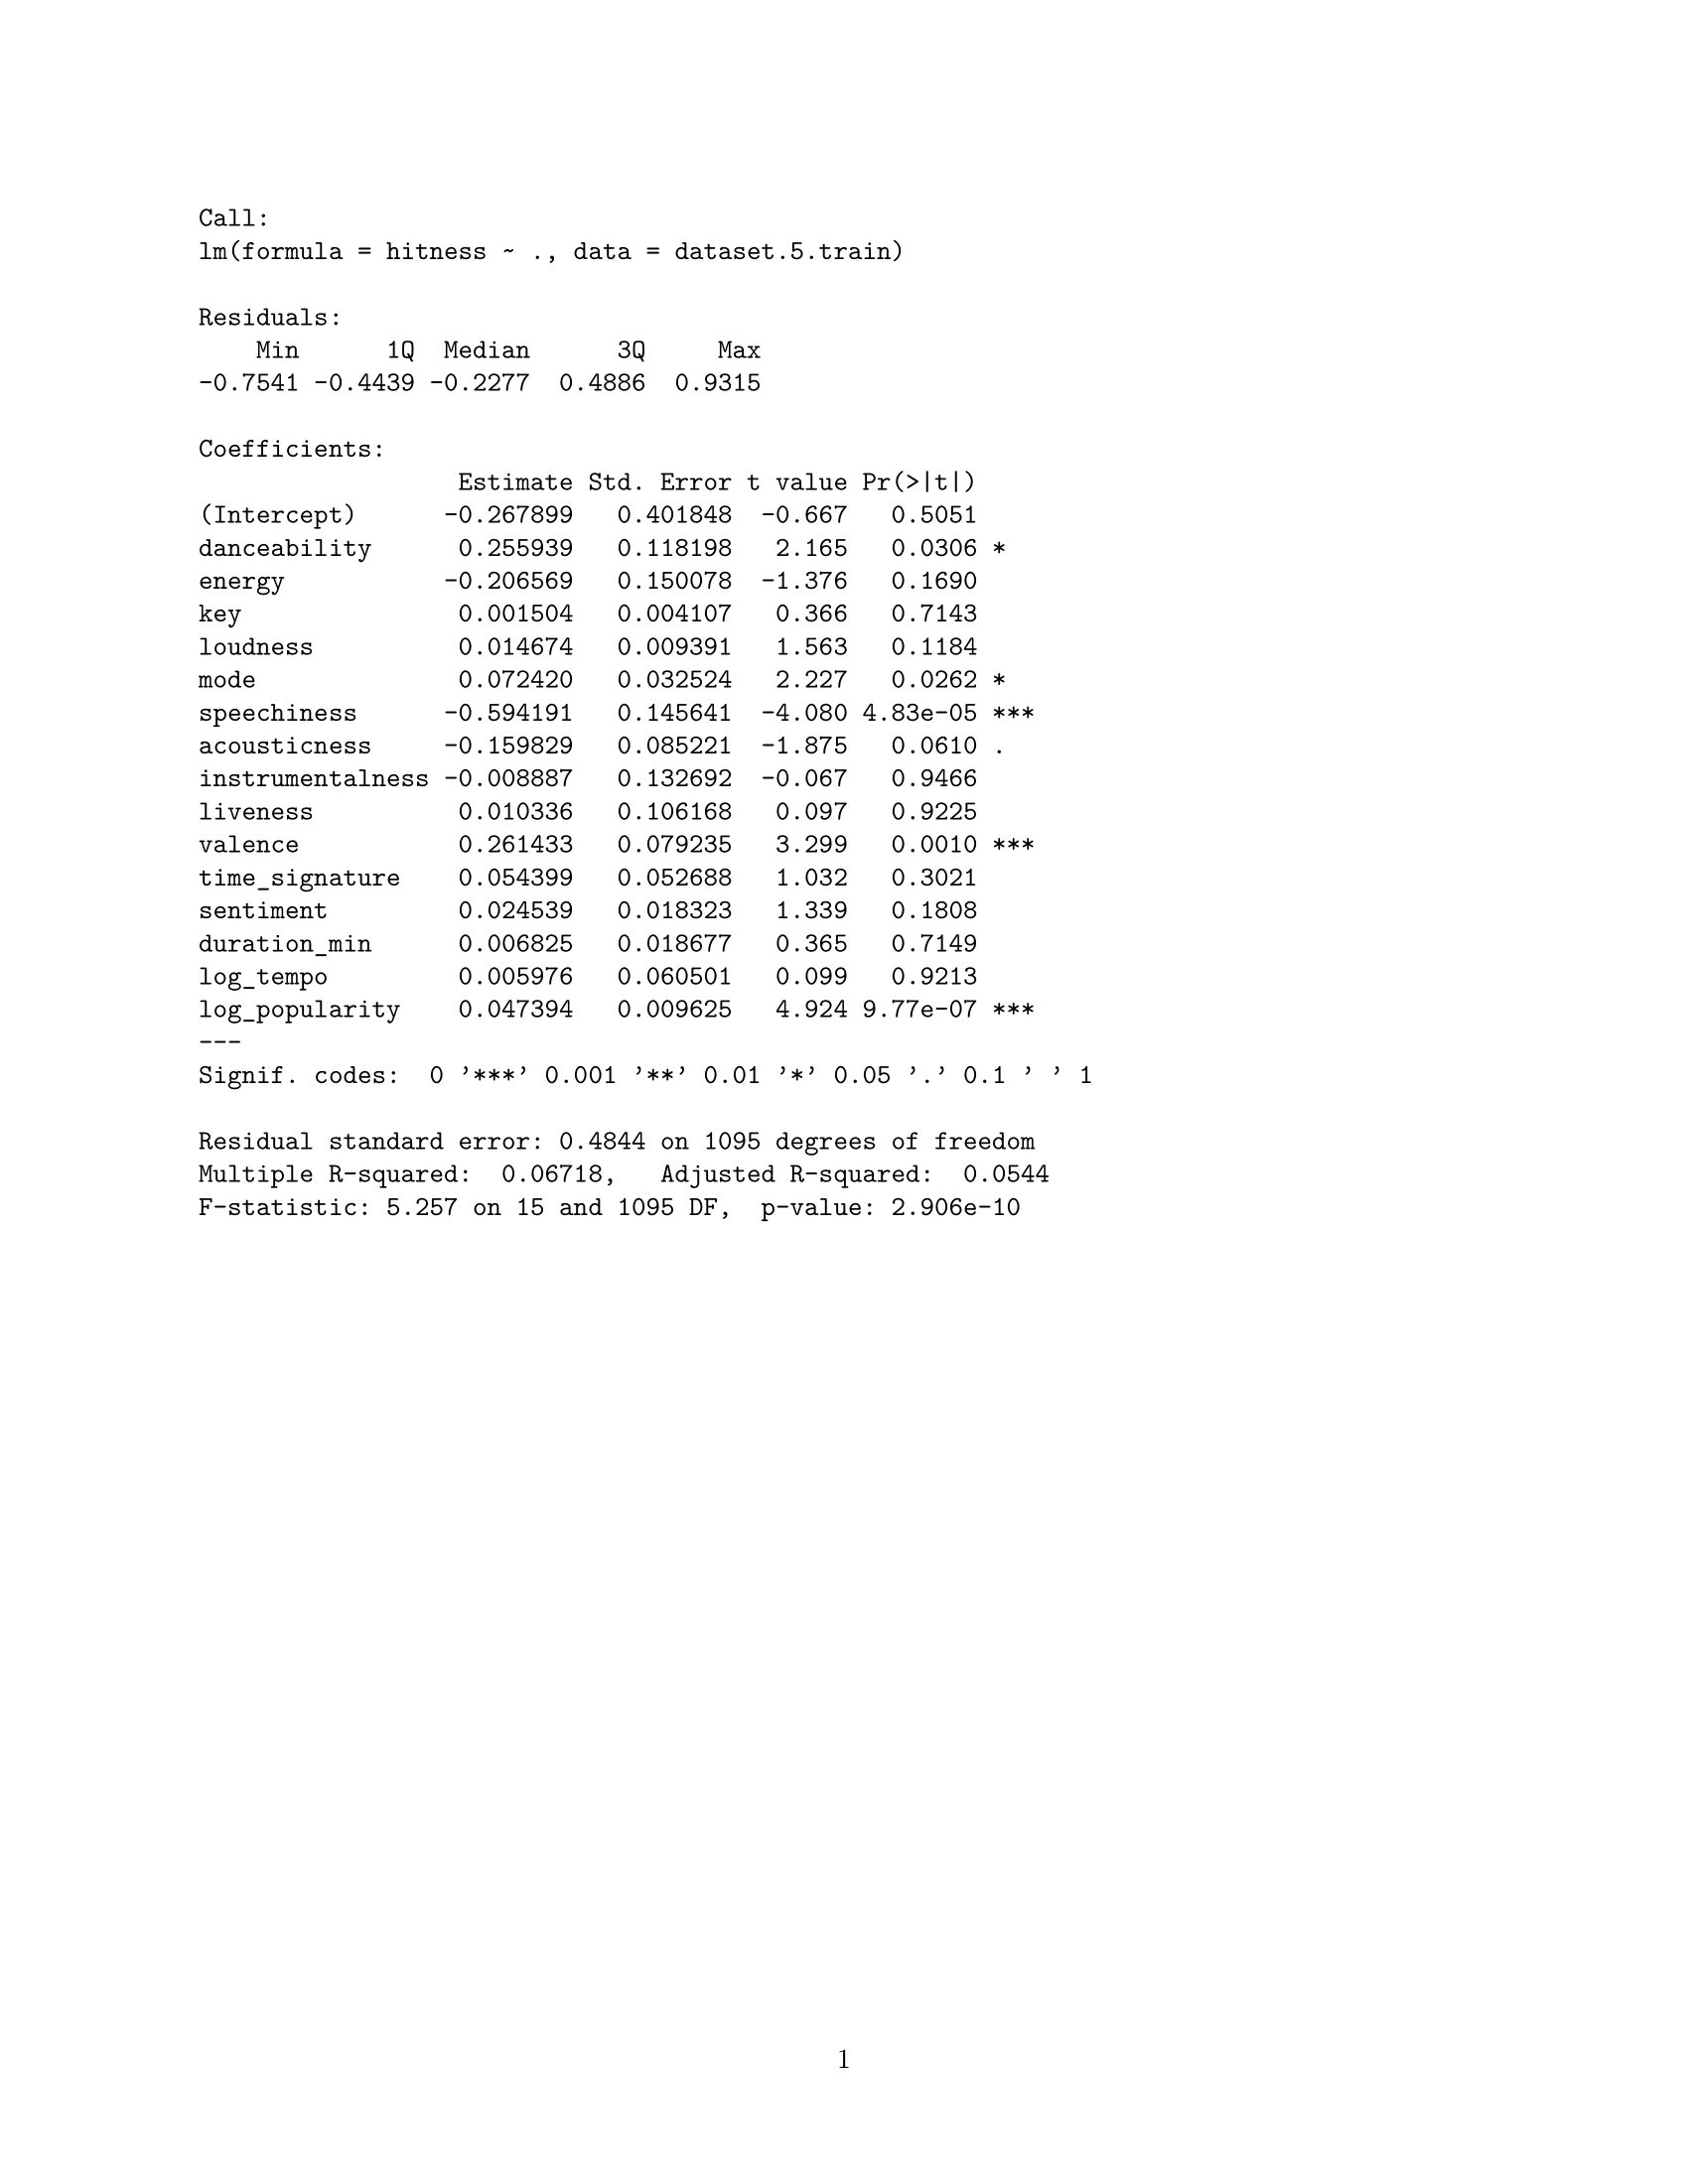 Call:
lm(formula = hitness ~ ., data = dataset.5.train)
Residuals:
    Min      1Q  Median      3Q     Max
-0.7541 -0.4439 -0.2277  0.4886  0.9315
Coefficients:
                  Estimate Std. Error t value Pr(>|t|)
(Intercept)      -0.267899   0.401848  -0.667   0.5051
danceability      0.255939   0.118198   2.165   0.0306 *
energy           -0.206569   0.150078  -1.376   0.1690
key               0.001504   0.004107   0.366   0.7143
loudness          0.014674   0.009391   1.563   0.1184
mode              0.072420   0.032524   2.227   0.0262 *
speechiness      -0.594191   0.145641  -4.080 4.83e-05 ***
acousticness     -0.159829   0.085221  -1.875   0.0610 .
instrumentalness -0.008887   0.132692  -0.067   0.9466
liveness          0.010336   0.106168   0.097   0.9225
valence           0.261433   0.079235   3.299   0.0010 ***
time_signature    0.054399   0.052688   1.032   0.3021
sentiment         0.024539   0.018323   1.339   0.1808
duration_min      0.006825   0.018677   0.365   0.7149
log_tempo         0.005976   0.060501   0.099   0.9213
log_popularity    0.047394   0.009625   4.924 9.77e-07 ***
---
Signif. codes:  0 ’***’ 0.001 ’**’ 0.01 ’*’ 0.05 ’.’ 0.1 ’ ’ 1
Residual standard error: 0.4844 on 1095 degrees of freedom
Multiple R-squared:  0.06718,   Adjusted R-squared:  0.0544
F-statistic: 5.257 on 15 and 1095 DF,  p-value: 2.906e-10
1